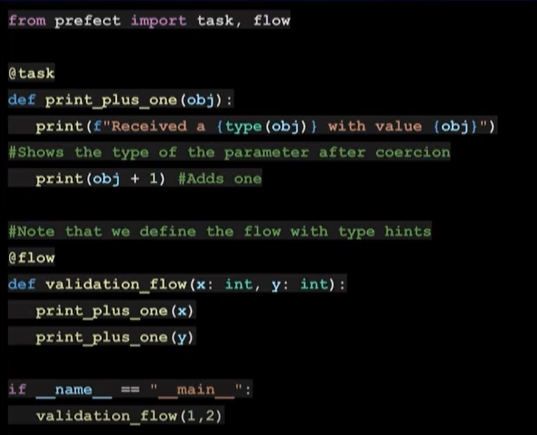 from prefect import task, flow
@task
def print_plus_one(obj):
print(f"Received a {type(obj)} with value {obj}")
#Shows the type of the parameter after coercion
print(obj + 1) #Adds one
#Note that we define the flow with type hints
@flow
def validation_flow(x: int, y: int):
print_plus_one(x)
print_plus_one(y)
if __name__ == "__main__":
validation_flow(1,2)